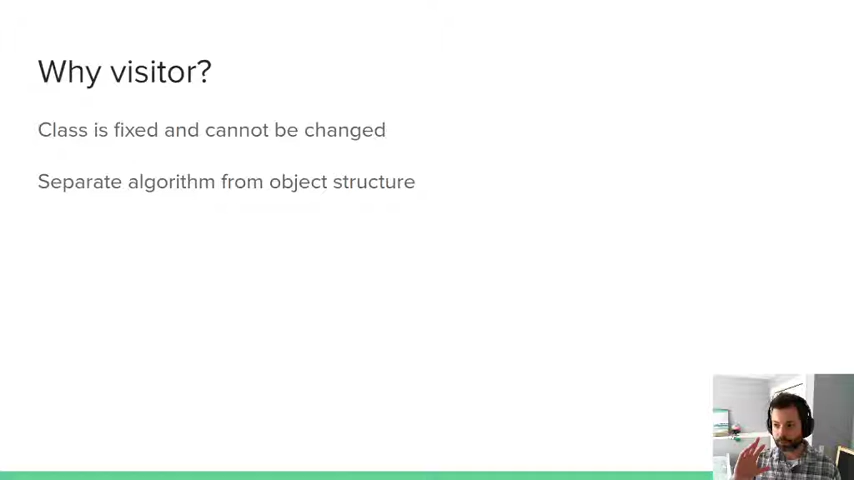 Why visitor?
Class is fixed and cannot be changed
Separate algorithm from object structure